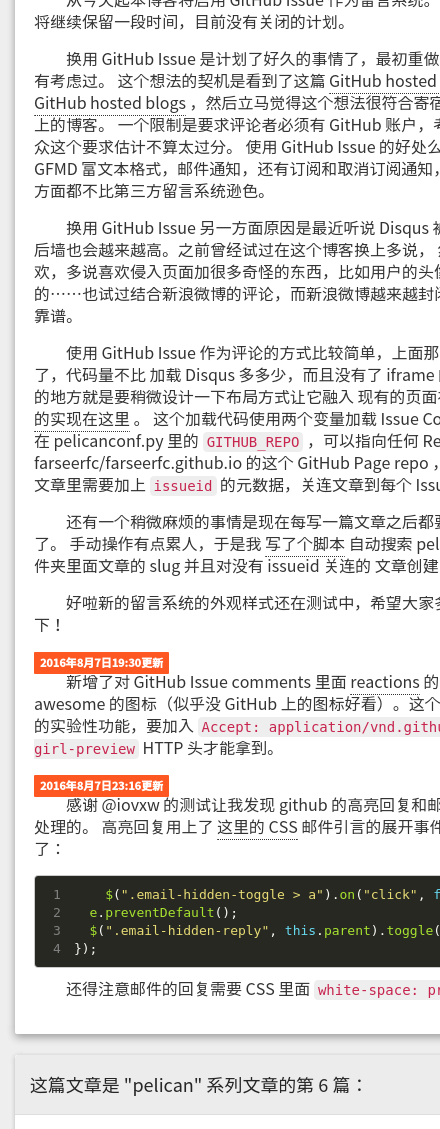 从今天起本博客将启用 GitHub Issue 作为留言系统。
将继续保留一段时间，目前没有关闭的计划。
换用 GitHub Issue 是计划了好久的事情了，最初重做
有考虑过。 这个想法的契机是看到了这篇 GitHub hosted
GitHub hosted blogs ，然后立马觉得这个想法很符合寄宿
上的博客。 一个限制是要求评论者必须有 GitHub 账户，考
众这个要求估计不算太过分。 使用 GitHub Issue 的好处么
GFMD 富文本格式，邮件通知，还有订阅和取消订阅通知，
方面都不比第三方留言系统逊色。
换用 GitHub Issue 另一方面原因是最近听说 Disqus 被
后墙也会越来越高。之前曾经试过在这个博客换上多说，
欢，多说喜欢侵入页面加很多奇怪的东西，比如用户的头像
的……也试过结合新浪微博的评论，而新浪微博越来越封闭
靠谱。
使用 GitHub Issue 作为评论的方式比较简单，上面那
了，代码量不比 加载 Disqus 多多少，而且没有了 iframe
的地方就是要稍微设计一下布局方式让它融入 现有的页面
的实现在这里 。 这个加载代码使用两个变量加载 Issue Co
在 pelicanconf.py 里的 GITHUB_REPO ，可以指向任何 Re
farseerfc/farseerfc.github.io 的这个 GitHub Page repo ，
文章里需要加上 issueid 的元数据，关连文章到每个 Issu
还有一个稍微麻烦的事情是现在每写一篇文章之后都要
了。 手动操作有点累人，于是我 写了个脚本 自动搜索 pel
件夹里面文章的 slug 并且对没有 issueid 关连的 文章创建
好啦新的留言系统的外观样式还在测试中，希望大家多
下！
2016年8月7日19:30更新
新增了对 GitHub Issue comments 里面 reactions 的
awesome 的图标（似乎没 GitHub 上的图标好看）。这个
的实验性功能，要加入 Accept: application/vnd.githu
girl-preview HTTP 头才能拿到。
2016年8月7日23:16更新
感谢 @iovxw 的测试让我发现 github 的高亮回复和邮
处理的。 高亮回复用上了 这里的 CSS 邮件引言的展开事件
了：
1 $(".email-hidden-toggle > a").on("click", f
2 e.preventDefault();
3 $(".email-hidden-reply", this.parent).toggle(
4 });
还得注意邮件的回复需要 CSS 里面 white-space: pr
这篇文章是 "pelican" 系列文章的第 6 篇：